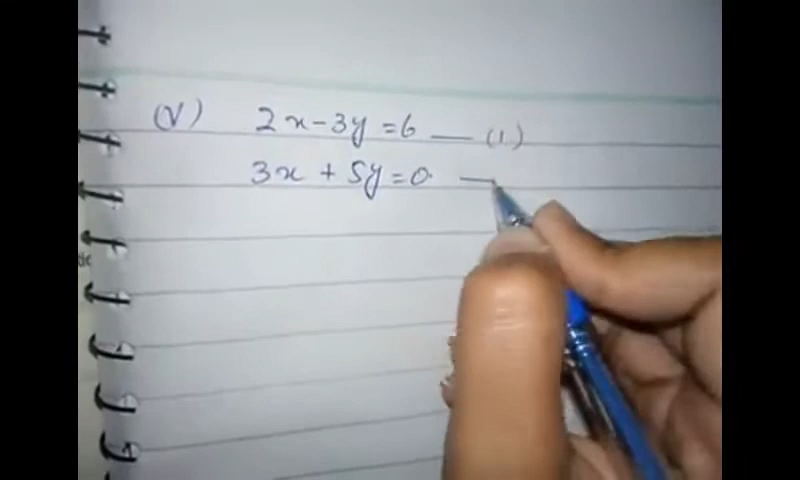 (V) 2x-3y=6 — (1)
3x + 5y = 0 —